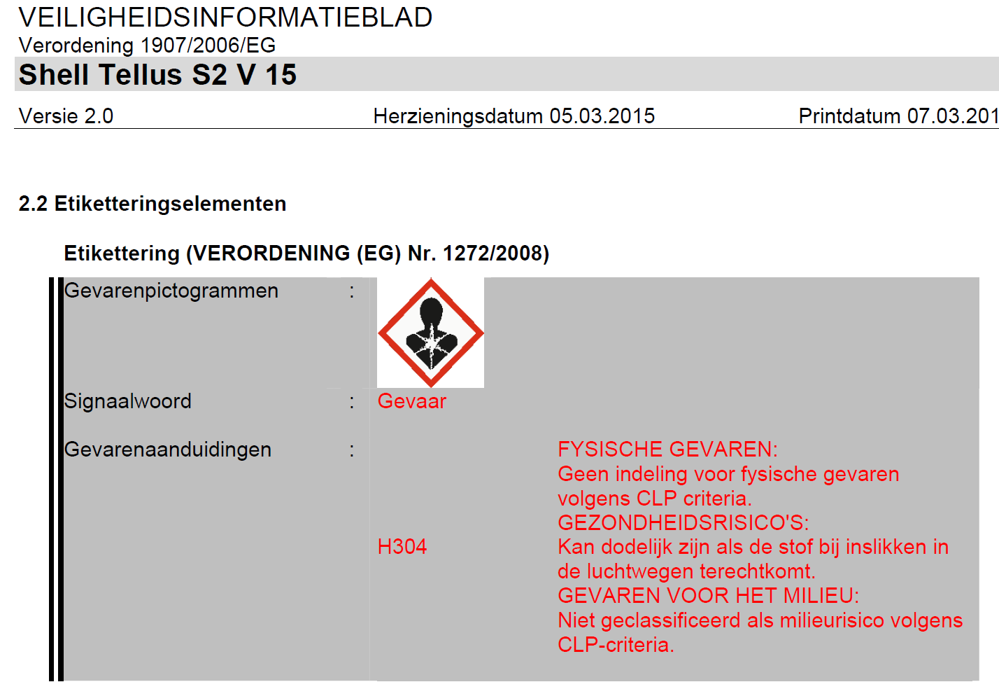 VEILIGHEIDSINFORMATIEBLAD
Verordening 1907/2006/EG
Shell Tellus S2 V 15
Versie 2.0 Herzieningsdatum 05.03.2015 Printdatum 07.03.201
2.2 Etiketteringselementen
Etikettering (VERORDENING (EG) Nr. 1272/2008)
Gevarenpictogrammen :
Signaalwoord : Gevaar
Gevarenaanduidingen : FYSISCHE GEVAREN:
Geen indeling voor fysische gevaren
volgens CLP criteria.
GEZONDHEIDSRISICO'S:
H304 Kan dodelijk zijn als de stof bij inslikken in
de luchtwegen terechtkomt.
GEVAREN VOOR HET MILIEU:
Niet geclassificeerd als milieurisico volgens
CLP-criteria.